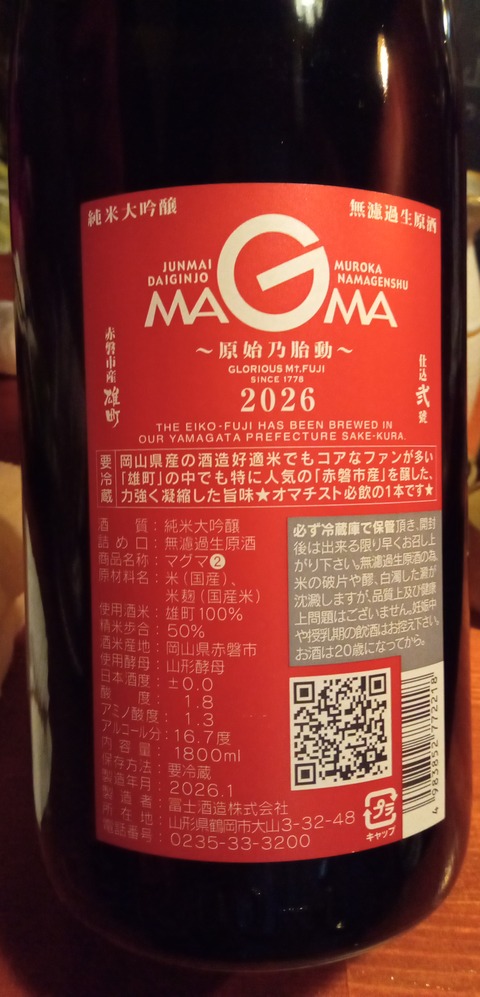 純米大吟醸
無濾過生原酒
JUNMAI
DAIGINJO
MUROKA
NAMAGENSHU
MAGMA
～原始乃胎動～
GLORIOUS Mt.FUJI
SINCE 1778
2026
赤磐市産 雄町
仕込 弐號
THE EIKO-FUJI HAS BEEN BREWED IN
OUR YAMAGATA PREFECTURE SAKE-KURA.
要冷蔵
岡山県産の酒造好適米でもコアなファンが多い
「雄町」の中でも特に人気の「赤磐市産」を醸した、
力強く凝縮した旨味★オマチスト必飲の1本です★
酒質：純米大吟醸
詰め口：無濾過生原酒
商品名称：マグマ❷
原材料名：米（国産）、
米麹（国産米）
使用酒米：雄町100%
精米歩合：50%
酒米産地：岡山県赤磐市
使用酵母：山形酵母
日本酒度：±0.0
酸度：1.8
アミノ酸度：1.3
アルコール分：16.7度
内容量：1800ml
保存方法：要冷蔵
製造年月：2026.1
製造者：冨士酒造株式会社
所在地：山形県鶴岡市大山3-32-48
電話番号：0235-33-3200
必ず冷蔵庫で保管頂き、開封
後は出来る限り早くお召し上
がり下さい。無濾過生原酒の為、
米の破片や醪、白濁した澱が
沈澱しますが、品質上及び健康
上問題はございません。妊娠中
や授乳期の飲酒はお控え下さい。
お酒は20歳になってから。
4 983852 772218
プラ
キャップ